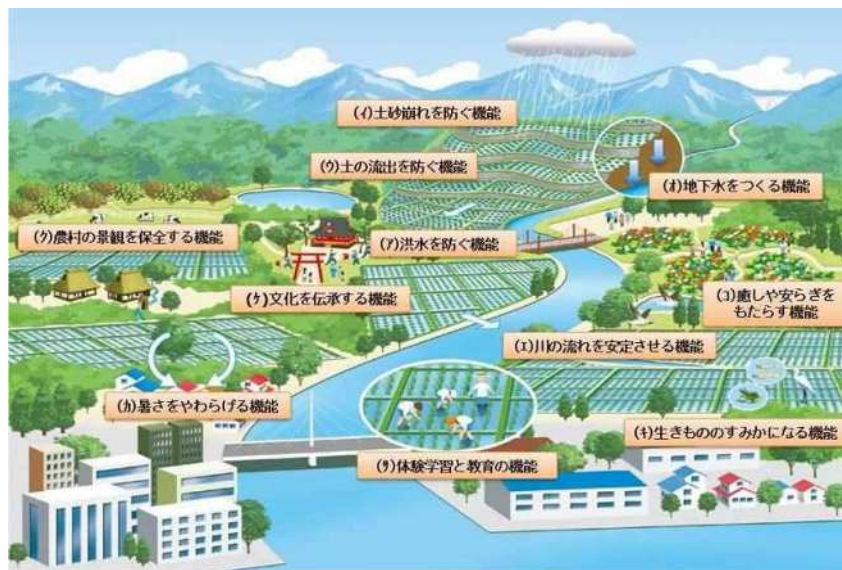 (イ)土砂崩れを防ぐ機能
(ウ)土の流出を防ぐ機能
(オ)地下水をつくる機能
(ク)農村の景観を保全する機能
(ア)洪水を防ぐ機能
(ケ)文化を伝承する機能
(コ)癒しや安らぎを
もたらす機能
(エ)川の流れを安定させる機能
(カ)暑さをやわらげる機能
(キ)生きもののすみかになる機能
(サ)体験学習と教育の機能